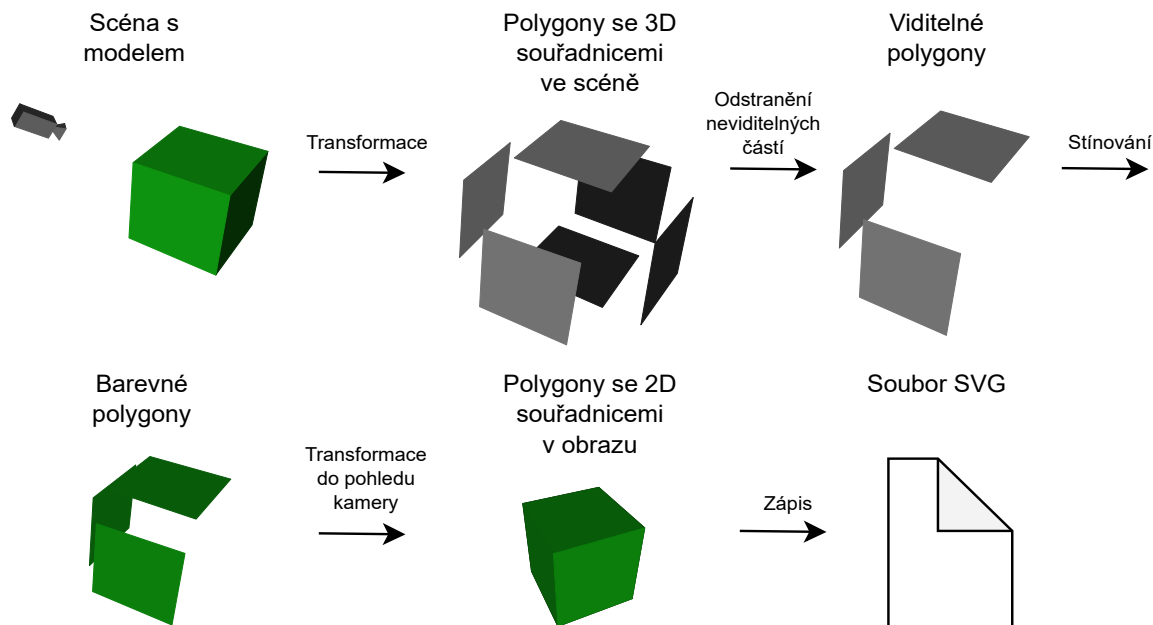 Scéna s
modelem
Transformace
Polygony se 3D
souřadnicemi
ve scéně
Odstranění
neviditelných
částí
Viditelné
polygony
Stínování
Barevné
polygony
Transformace
do pohledu
kamery
Polygony se 2D
souřadnicemi
v obrazu
Zápis
Soubor SVG